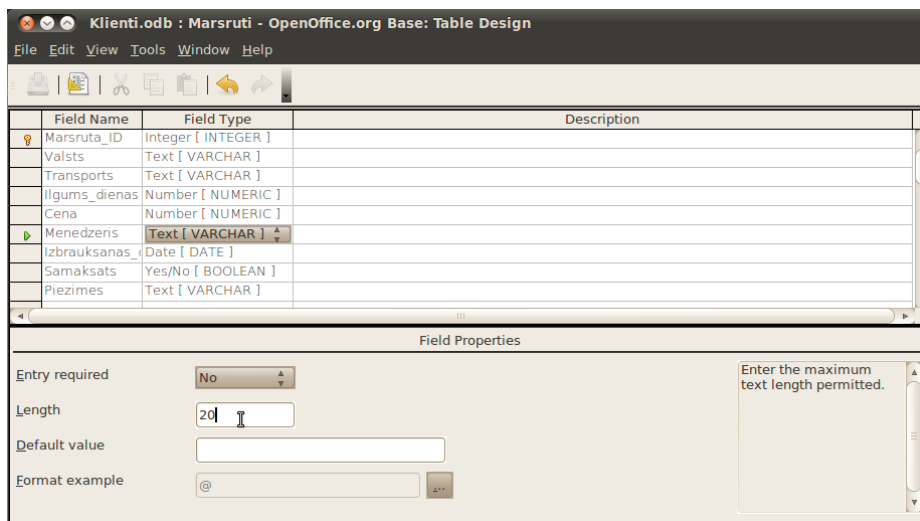 Klienti.odb : Marsruti - OpenOffice.org Base: Table Design
File Edit View Tools Window Help
Field Name Field Type Description
Marsruta_ID Integer [ INTEGER ]
Valsts Text [ VARCHAR ]
Transports Text [ VARCHAR ]
Ilgums_dienas Number [ NUMERIC ]
Cena Number [ NUMERIC ]
Menedzeris Text [ VARCHAR ]
Izbrauksanas_ Date [ DATE ]
Samaksats Yes/No [ BOOLEAN ]
Piezimes Text [ VARCHAR ]
Field Properties
Entry required No
Enter the maximum
text length permitted.
Length 20
Default value
Format example @ ...